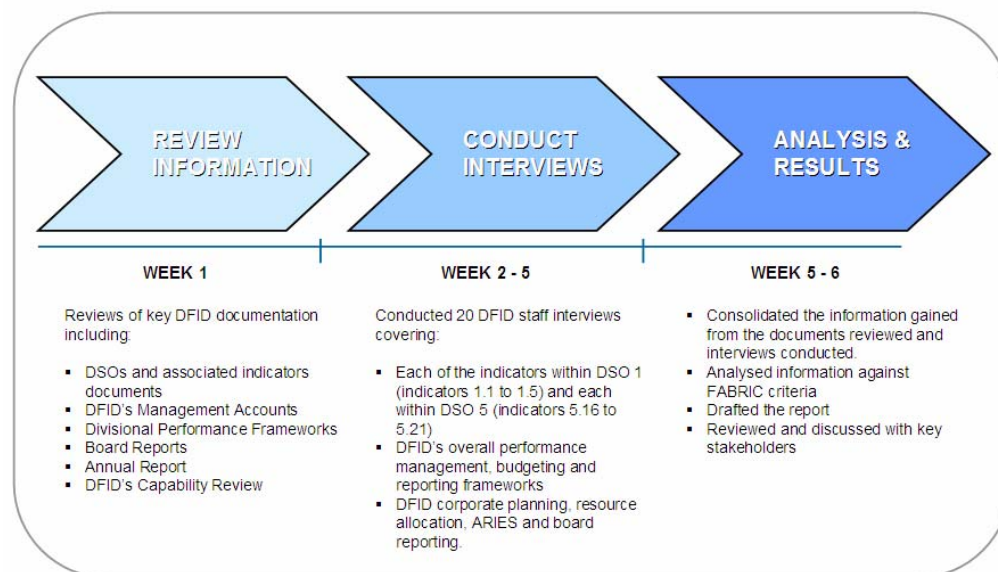 REVIEW
INFORMATION
CONDUCT
INTERVIEWS
ANALYSIS &
RESULTS
WEEK 1
Reviews of key DFID documentation
including:
▪ DSOs and associated indicators
documents
▪ DFID's Management Accounts
▪ Divisional Performance Frameworks
▪ Board Reports
▪ Annual Report
▪ DFID's Capability Review
WEEK 2 - 5
Conducted 20 DFID staff interviews
covering:
▪ Each of the indicators within DSO 1
(indicators 1.1 to 1.5) and each
within DSO 5 (indicators 5.16 to
5.21)
▪ DFID's overall performance
management, budgeting and
reporting frameworks
▪ DFID corporate planning, resource
allocation, ARIES and board
reporting.
WEEK 5 - 6
▪ Consolidated the information gained
from the documents reviewed and
interviews conducted.
▪ Analysed information against
FABRIC criteria
▪ Drafted the report
▪ Reviewed and discussed with key
stakeholders